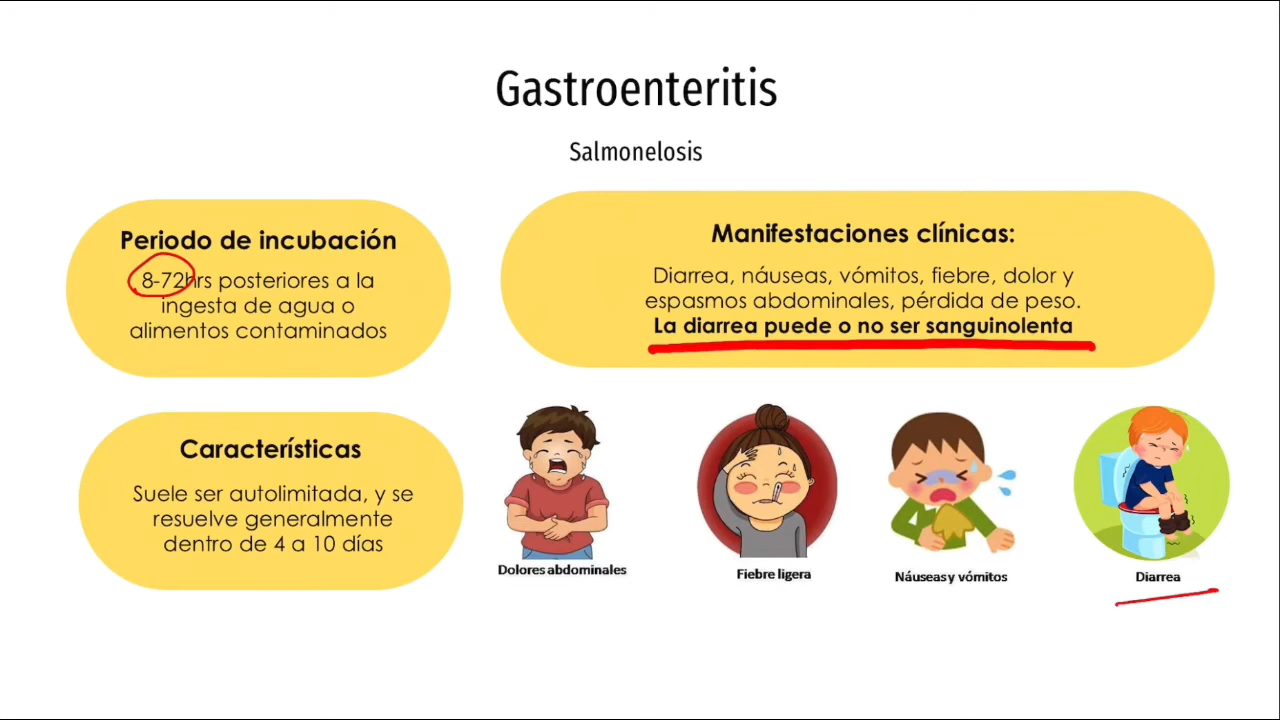 Gastroenteritis
Salmonelosis
Periodo de incubación
8-72hrs posteriores a la
ingesta de agua o
alimentos contaminados
Manifestaciones clínicas:
Diarrea, náuseas, vómitos, fiebre, dolor y
espasmos abdominales, pérdida de peso.
La diarrea puede o no ser sanguinolenta
Características
Suele ser autolimitada, y se
resuelve generalmente
dentro de 4 a 10 días
Dolores abdominales
Fiebre ligera
Náuseas y vómitos
Diarrea